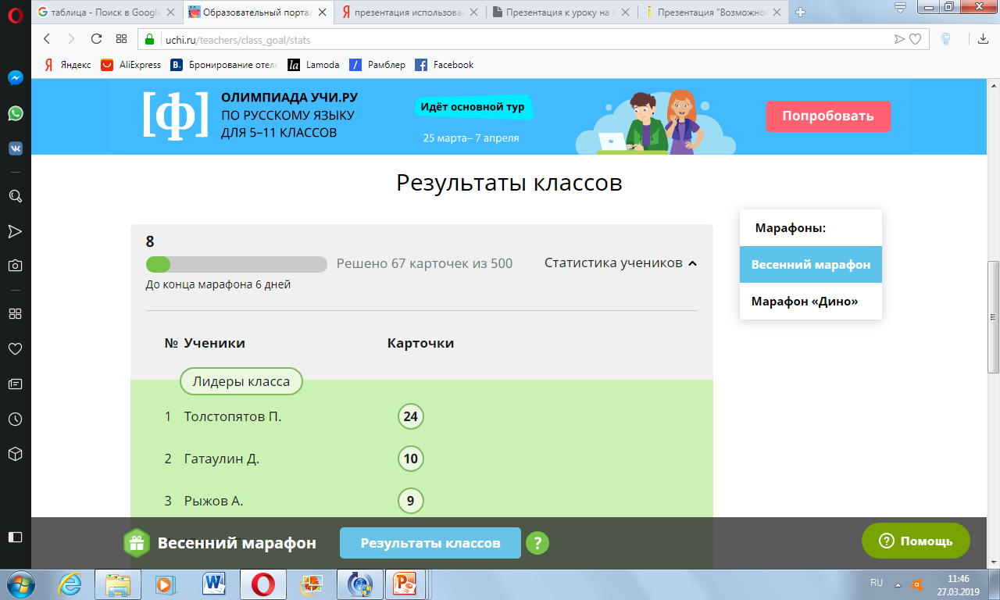 таблица - Поиск в Google
Образовательный портал
презентация использован
Презентация к уроку на т
Презентация "Возможнос
uchi.ru/teachers/class_goal/stats
Яндекс
AliExpress
Бронирование отеле
Lamoda
Рамблер
Facebook
[ф]
ОЛИМПИАДА УЧИ.РУ
ПО РУССКОМУ ЯЗЫКУ
ДЛЯ 5–11 КЛАССОВ
Идёт основной тур
25 марта– 7 апреля
Попробовать
Результаты классов
8
Решено 67 карточек из 500
Статистика учеников
До конца марафона 6 дней
№ Ученики Карточки
Лидеры класса
1 Толстопятов П. 24
2 Гатаулин Д. 10
3 Рыжов А. 9
Марафоны:
Весенний марафон
Марафон «Дино»
Весенний марафон
Результаты классов
?
? Помощь
RU
11:46
27.03.2019